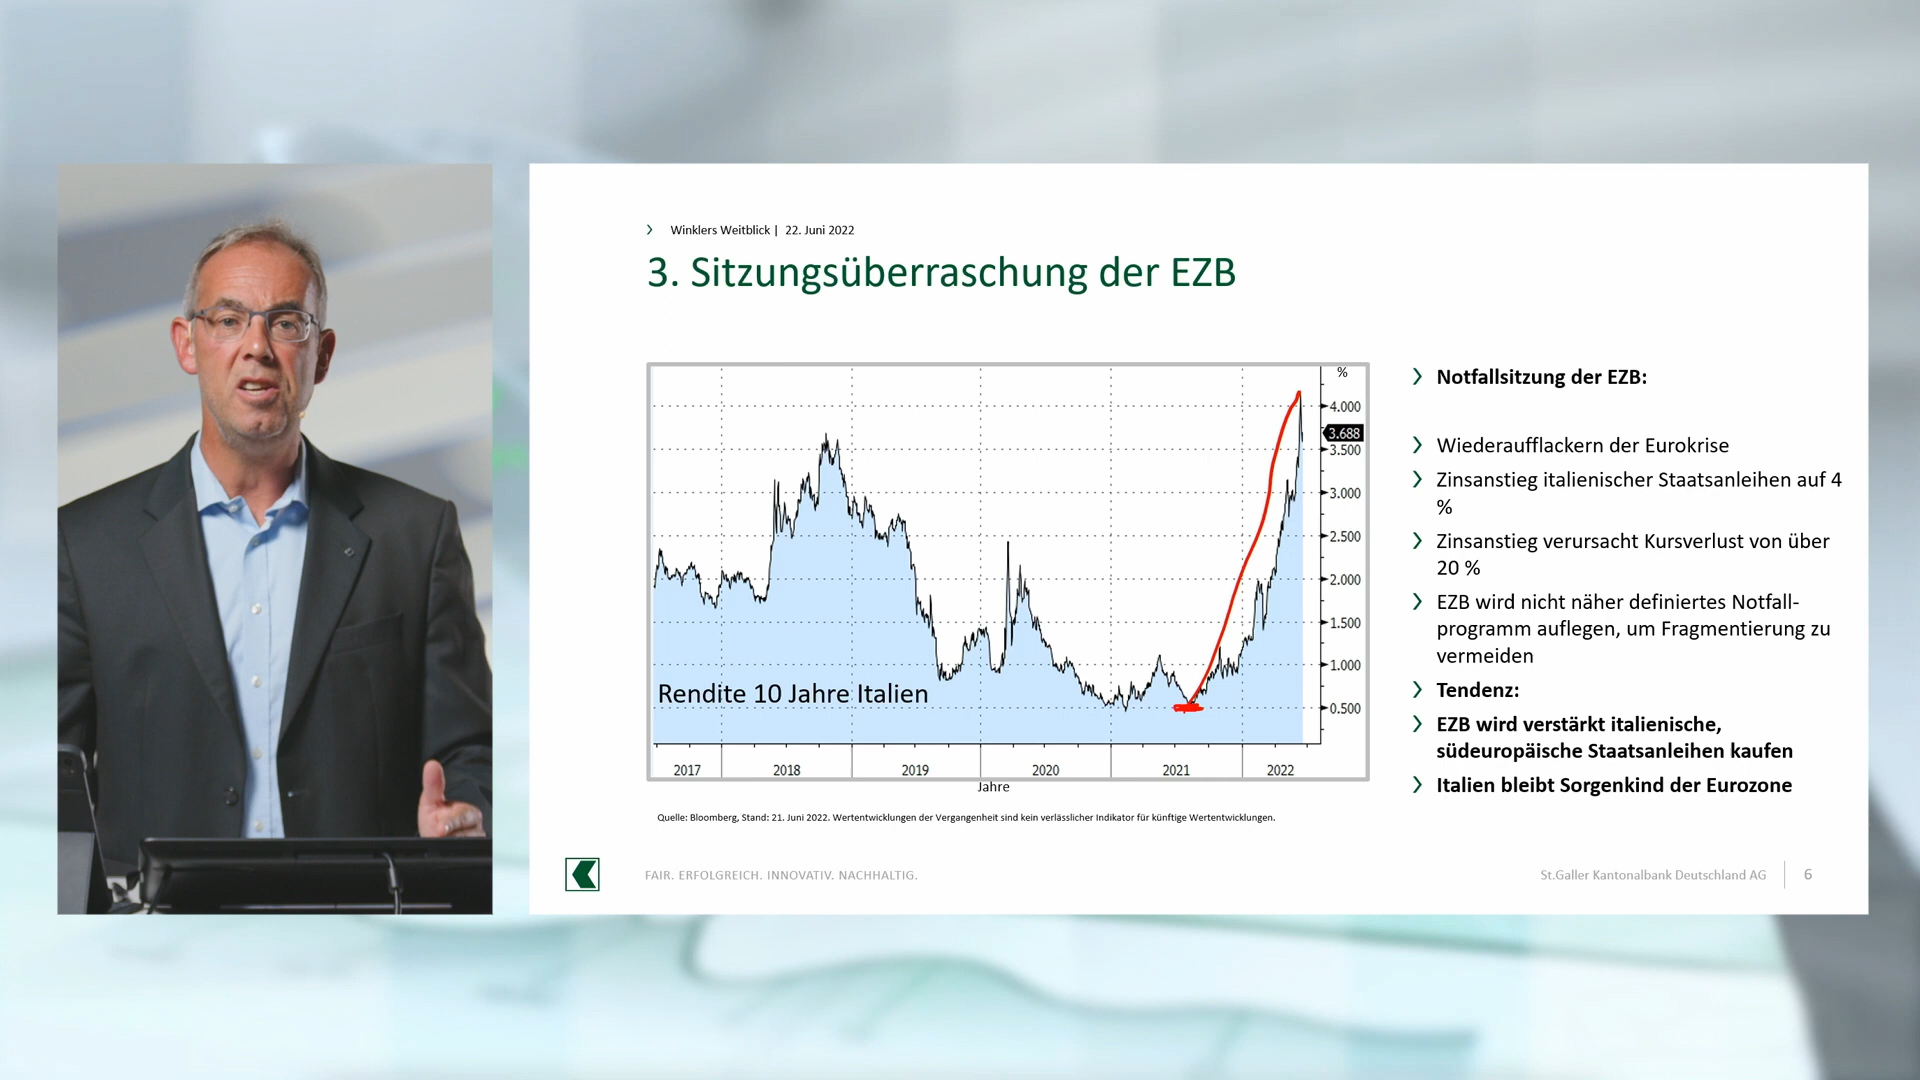 Winklers Weitblick | 22. Juni 2022
3. Sitzungsüberraschung der EZB
%
4.000
3.688
3.500
3.000
2.500
2.000
1.500
1.000
0.500
Rendite 10 Jahre Italien
2017 2018 2019 2020 2021 2022
Jahre
Quelle: Bloomberg, Stand: 21. Juni 2022. Wertentwicklungen der Vergangenheit sind kein verlässlicher Indikator für künftige Wertentwicklungen.
Notfallsitzung der EZB:
Wiederaufflackern der Eurokrise
Zinsanstieg italienischer Staatsanleihen auf 4
%
Zinsanstieg verursacht Kursverlust von über
20 %
EZB wird nicht näher definiertes Notfall-
programm auflegen, um Fragmentierung zu
vermeiden
Tendenz:
EZB wird verstärkt italienische,
südeuropäische Staatsanleihen kaufen
Italien bleibt Sorgenkind der Eurozone
FAIR. ERFOLGREICH. INNOVATIV. NACHHALTIG.
St.Galler Kantonalbank Deutschland AG 6